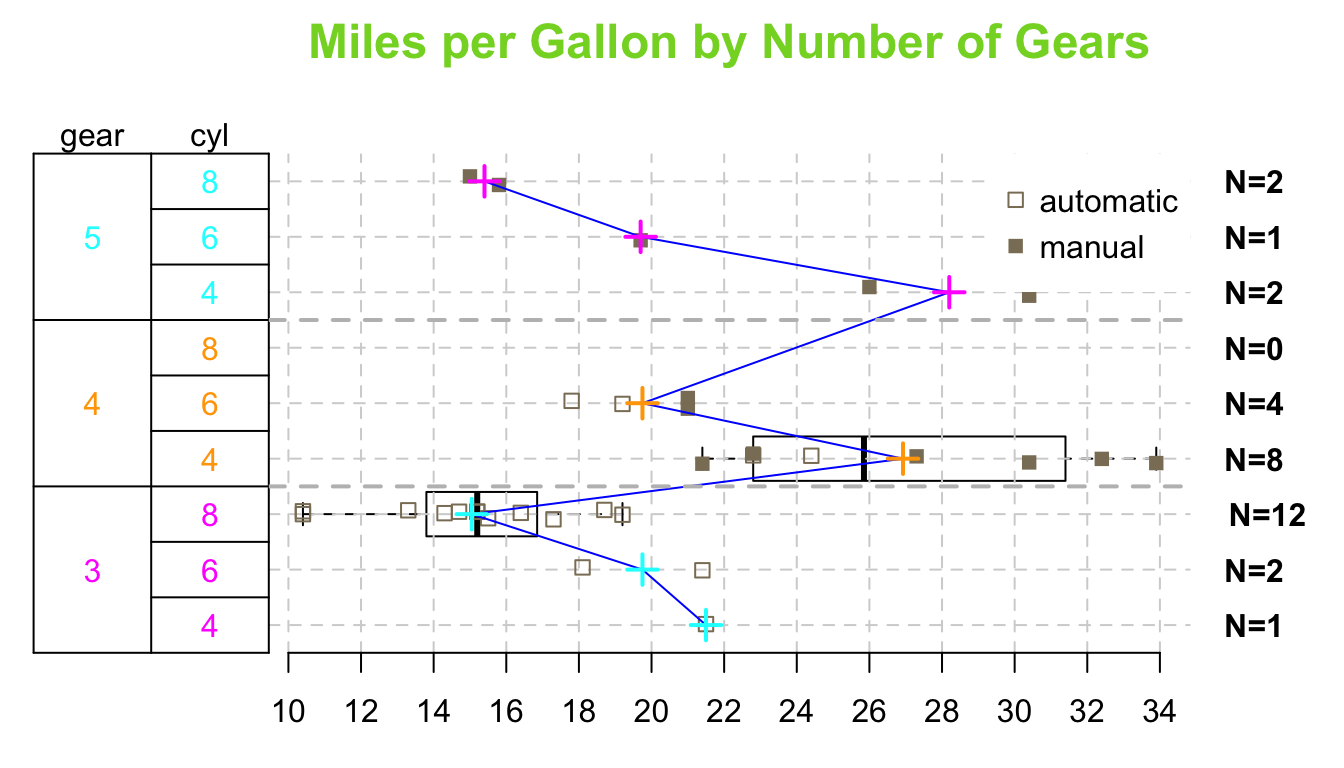 Miles per Gallon by Number of Gears
gear cyl
8 N=2
automatic
5 6 N=1
manual
4 N=2
8 N=0
4 6 N=4
4 N=8
8 N=12
3 6 N=2
4 N=1
10 12 14 16 18 20 22 24 26 28 30 32 34